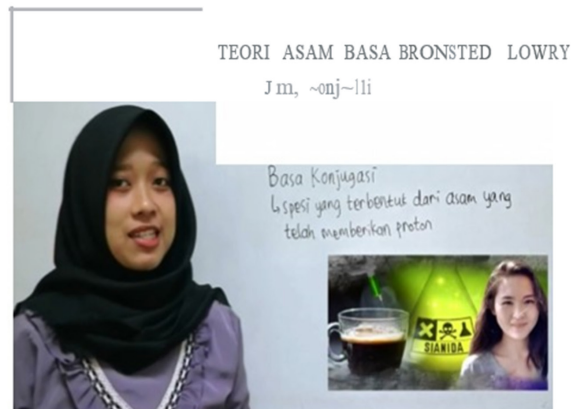 TEORI ASAM BASA BRONSTED LOWRY
Basa Konjugasi
↳ spesi yang terbentuk dari asam yang
telah memberikan proton
SIANIDA